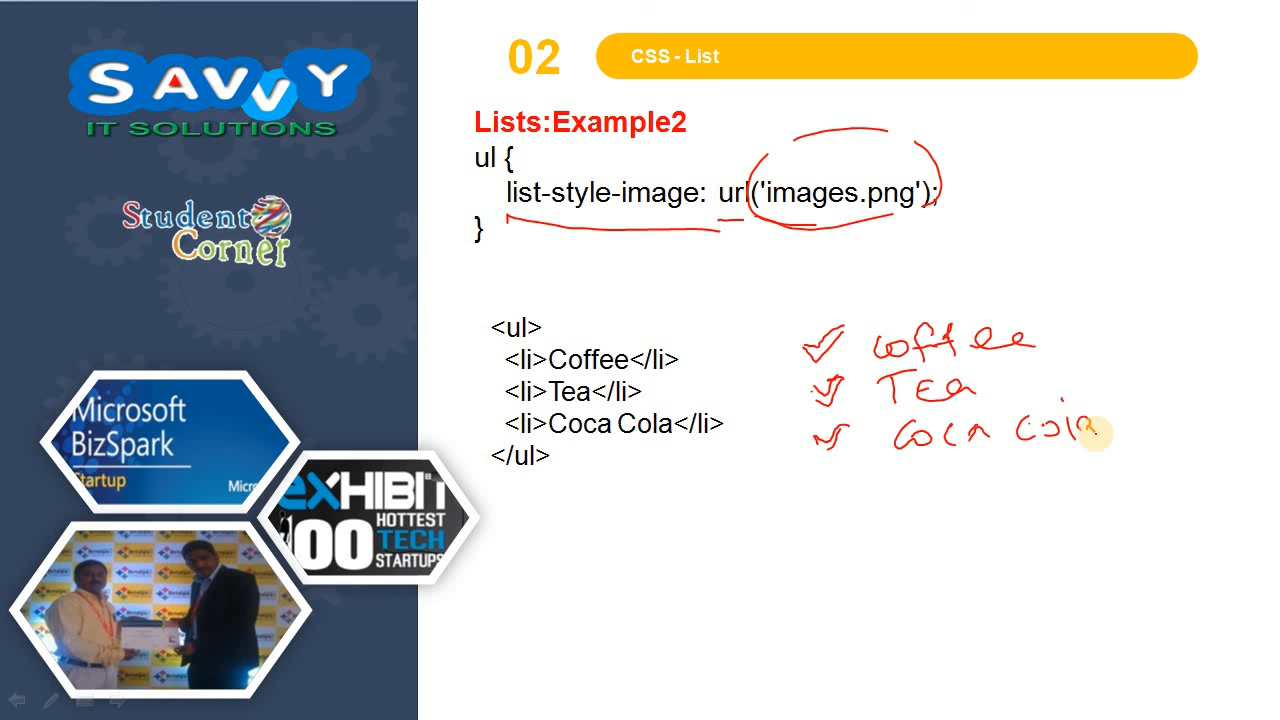 SAVVY
IT SOLUTIONS
Student
Corner
Microsoft
BizSpark
Startup
Micros
exHIBIT
100 HOTTEST
TECH
STARTUPS
02
CSS - List
Lists:Example2
ul {
list-style-image: url('images.png');
}
<ul>
<li>Coffee</li>
<li>Tea</li>
<li>Coca Cola</li>
</ul>
coffee
TEa
coca cola